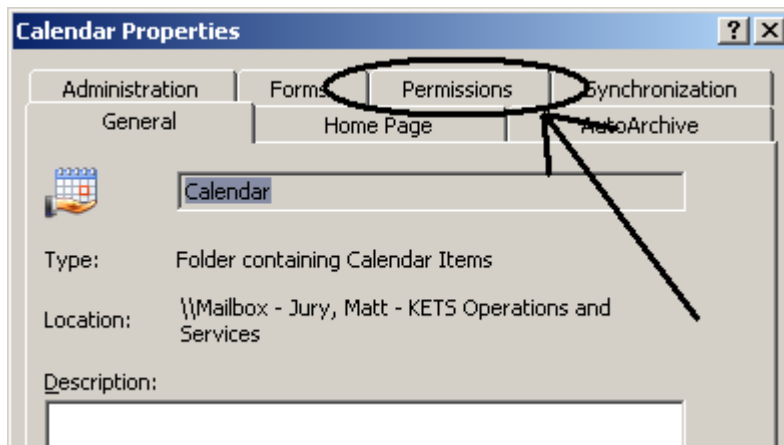 Calendar Properties
Administration Forms Permissions Synchronization
General Home Page AutoArchive
Calendar
Type: Folder containing Calendar Items
Location: \\Mailbox - Jury, Matt - KETS Operations and
Services
Description: